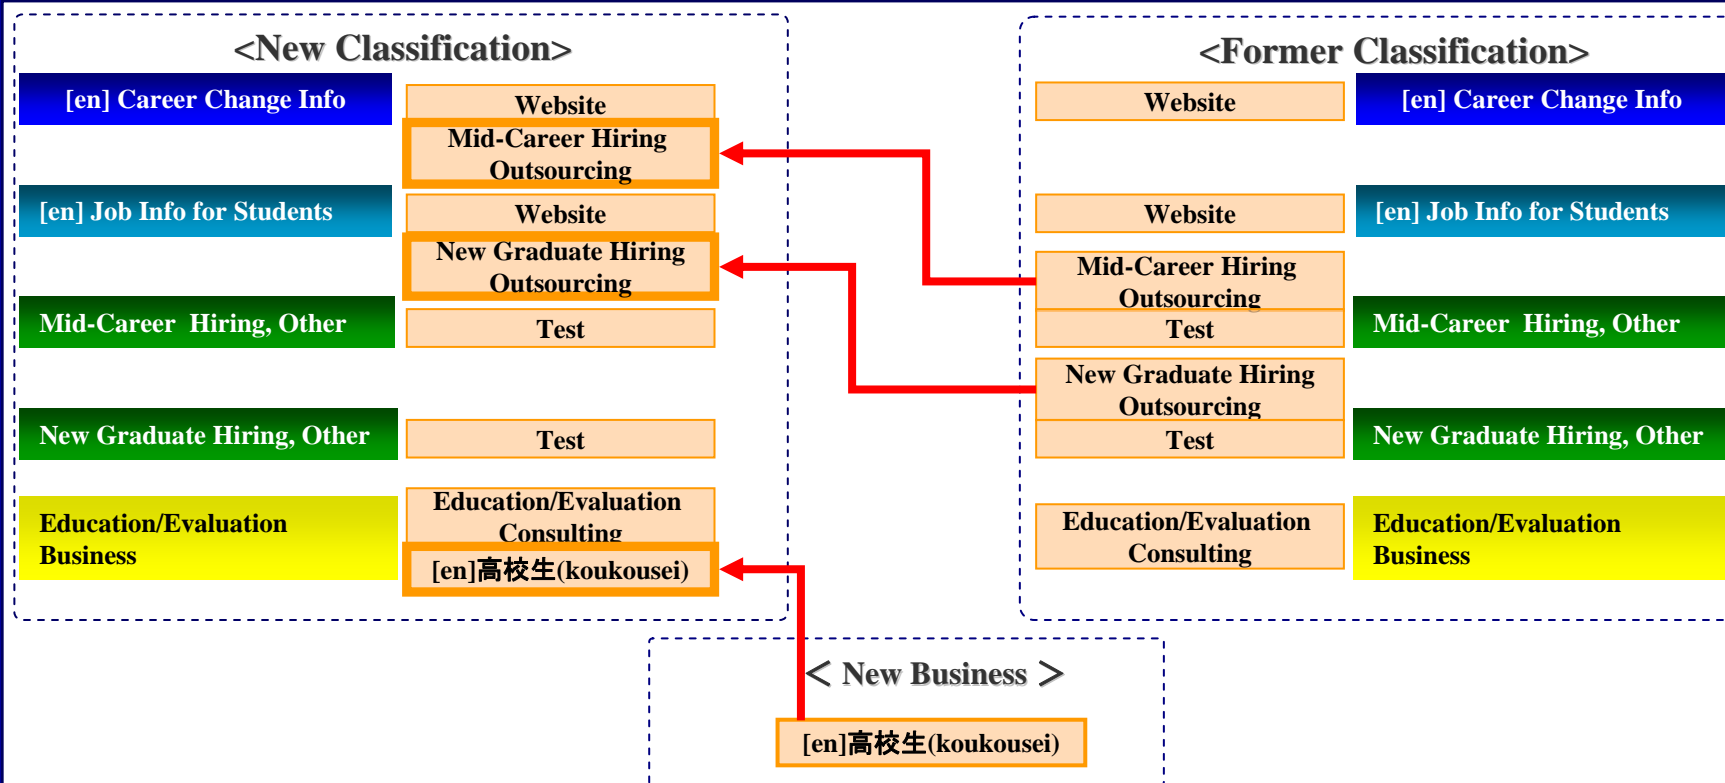 <New Classification>
[en] Career Change Info
Website
Mid-Career Hiring
Outsourcing
[en] Job Info for Students
Website
New Graduate Hiring
Outsourcing
Mid-Career  Hiring, Other
Test
New Graduate Hiring, Other
Test
Education/Evaluation
Business
Education/Evaluation
Consulting
[en]高校生(koukousei)
<Former Classification>
Website
[en] Career Change Info
Website
[en] Job Info for Students
Mid-Career Hiring
Outsourcing
Test
Mid-Career  Hiring, Other
New Graduate Hiring
Outsourcing
Test
New Graduate Hiring, Other
Education/Evaluation
Consulting
Education/Evaluation
Business
＜ New Business ＞
[en]高校生(koukousei)